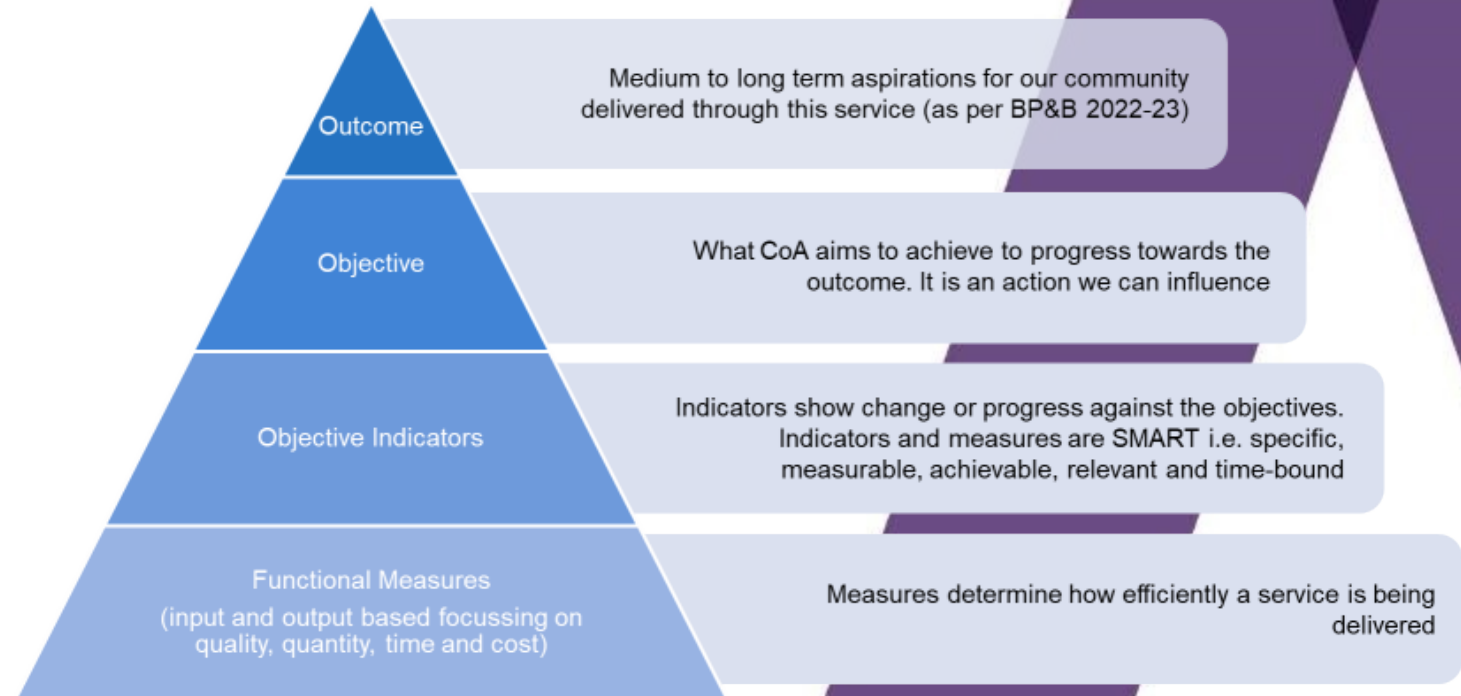 Outcome
Medium to long term aspirations for our community
delivered through this service (as per BP&B 2022-23)
Objective
What CoA aims to achieve to progress towards the
outcome. It is an action we can influence
Objective Indicators
Indicators show change or progress against the objectives.
Indicators and measures are SMART i.e. specific,
measurable, achievable, relevant and time-bound
Functional Measures
(input and output based focussing on
quality, quantity, time and cost)
Measures determine how efficiently a service is being
delivered